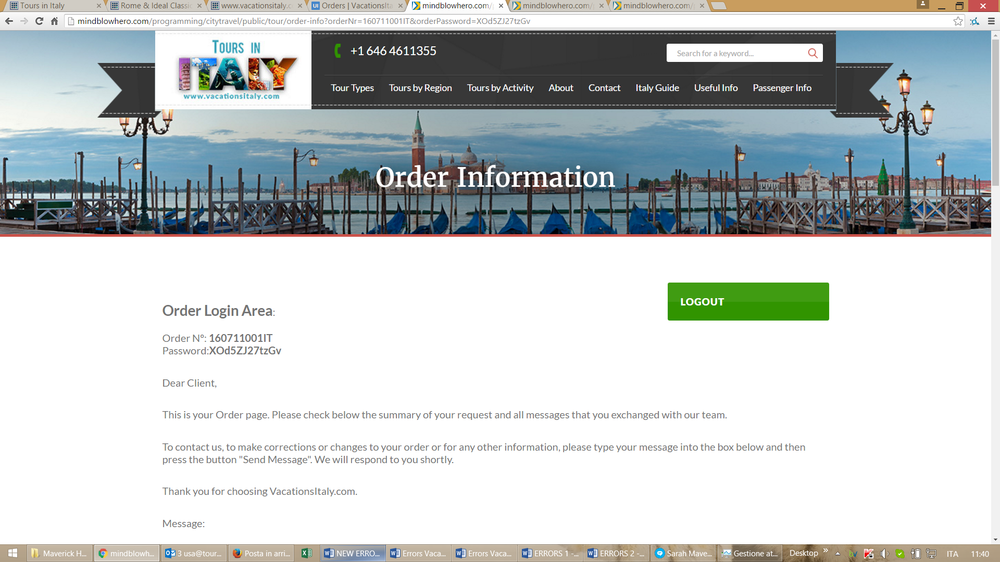 Tours in Italy
Rome & Ideal Classic
www.vacationsitaly.c
Orders | VacationsIta
mindblowhero.com/
mindblowhero.com/
mindblowhero.com/
mindblowhero.com/programming/citytravel/public/tour/order-info?orderNr=160711001IT&orderPassword=XOd5ZJ27tzGv
TOURS IN
ITALY
www.vacationsitaly.com
+1 646 4611355
Search for a keyword...
Tour Types Tours by Region Tours by Activity About Contact Italy Guide Useful Info Passenger Info
Order Information
LOGOUT
Order Login Area:
Order N°: 160711001IT
Password:XOd5ZJ27tzGv
Dear Client,
This is your Order page. Please check below the summary of your request and all messages that you exchanged with our team.
To contact us, to make corrections or changes to your order or for any other information, please type your message into the box below and then
press the button "Send Message". We will respond to you shortly.
Thank you for choosing VacationsItaly.com.
Message:
Maverick H... mindblowh... 3 usa@tour... Posta in arri... NEW ERRO... Errors Vaca... Errors Vaca... ERRORS 1 -... ERRORS 2 -... Sarah Mave... Gestione at... Desktop ITA 11:40